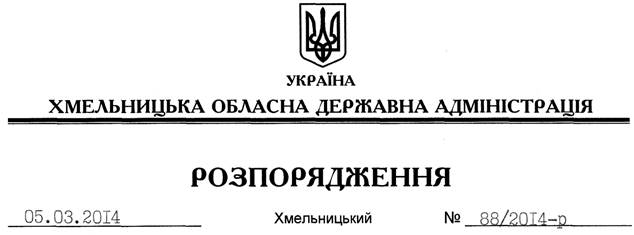 УКРАЇНА
ХМЕЛЬНИЦЬКА ОБЛАСНА ДЕРЖАВНА АДМІНІСТРАЦІЯ
РОЗПОРЯДЖЕННЯ
05.03.2014 Хмельницький № 88/2014-р